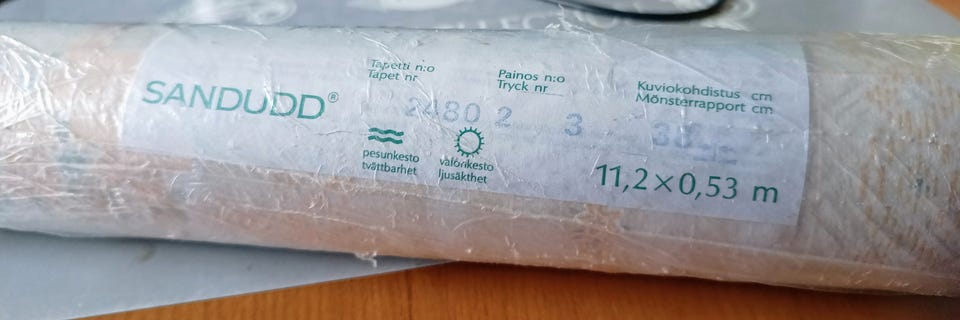 SANDUDD®
Tapetti n:o
Tapet nr
2480 2
Painos n:o
Tryck nr
3
Kuviokohdistus cm
Mönsterrapport cm
pesunkesto
tvättbarhet
valonkesto
ljusäkthet
11,2×0,53 m